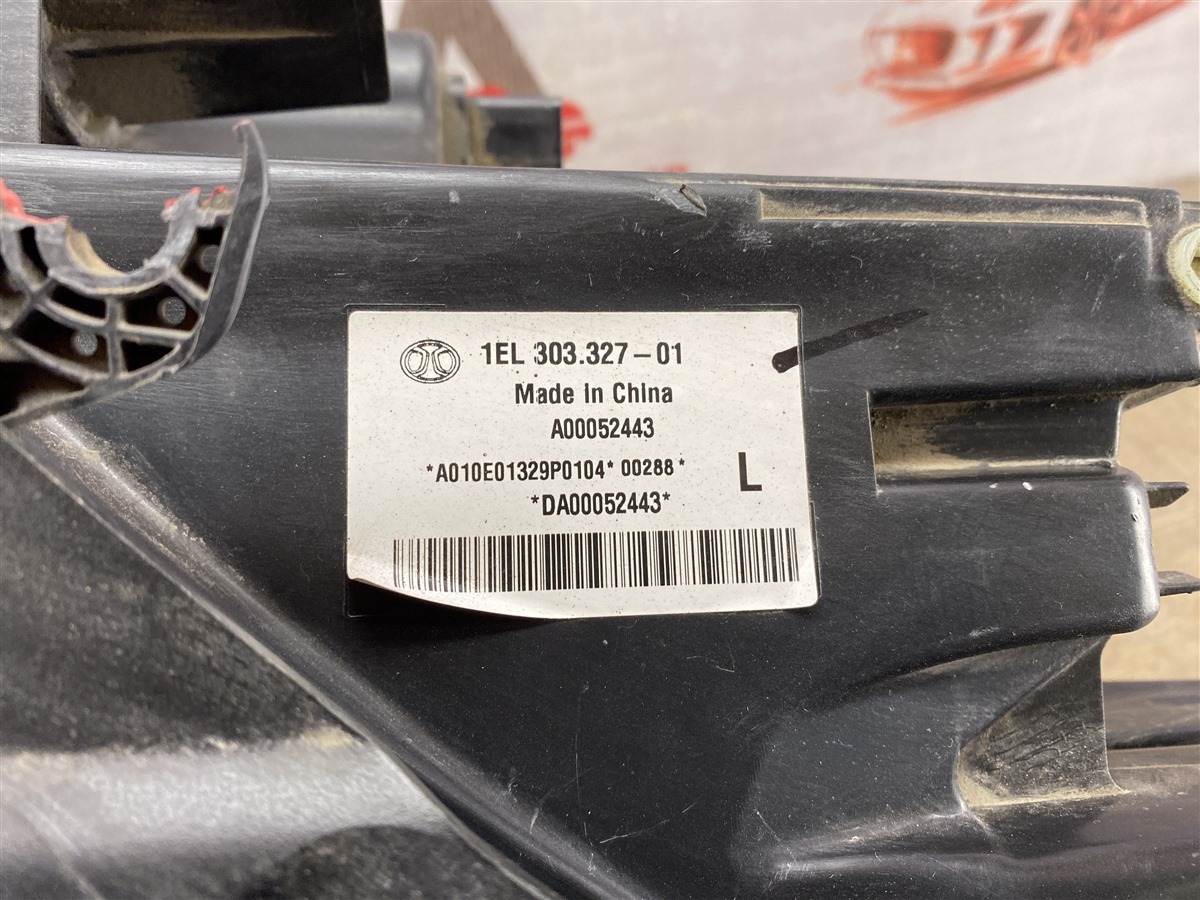 1EL 303.327-01
Made in China
A00052443
*A010E01329P0104*00288*
L
*DA00052443*